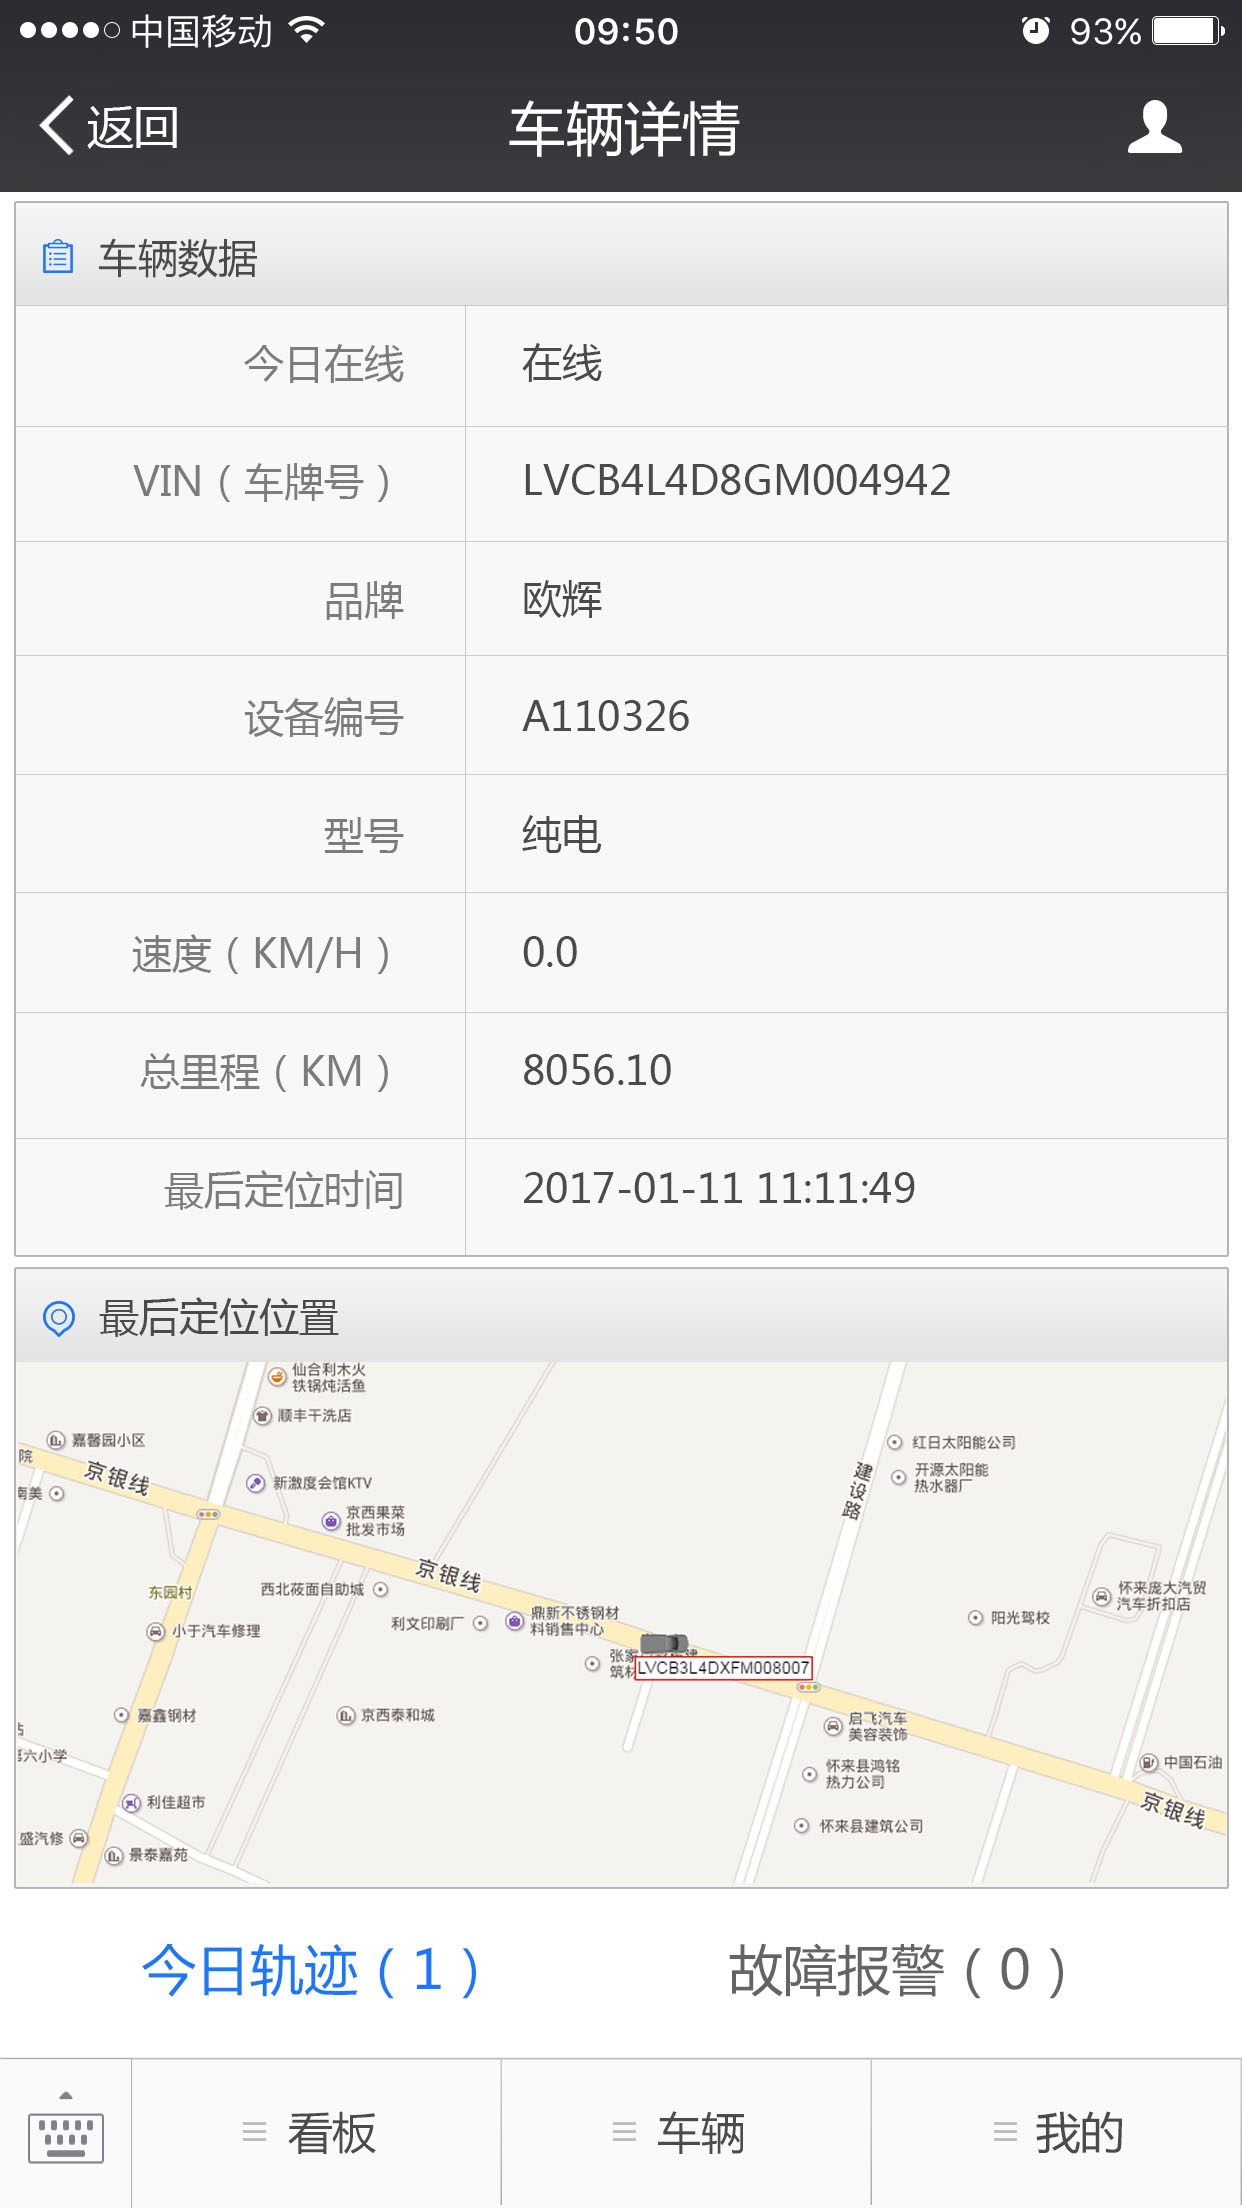 中国移动
09:50
93%
返回
车辆详情
车辆数据
今日在线
在线
VIN（车牌号）
LVCB4L4D8GM004942
品牌
欧辉
设备编号
A110326
型号
纯电
速度（KM/H）
0.0
总里程（KM）
8056.10
最后定位时间
2017-01-11 11:11:49
最后定位位置
仙合利木火
铁锅炖活鱼
顺丰干洗店
嘉馨园小区
院
京银线
南美
新激度会馆KTV
京西果菜
批发市场
红日太阳能公司
开源太阳能
热水器厂
建设路
东园村
西北莜面自助城
京银线
小于汽车修理
利文印刷厂
鼎新不锈钢材
料销售中心
怀来庞大汽贸
汽车折扣店
阳光驾校
张家
筑材
LVCB3L4DXFM008007
嘉鑫钢材
京西泰和城
启飞汽车
美容装饰
第六小学
怀来县鸿铭
热力公司
中国石油
利佳超市
京银线
盛汽修
怀来县建筑公司
景泰嘉苑
今日轨迹（1）
故障报警（0）
看板
车辆
我的